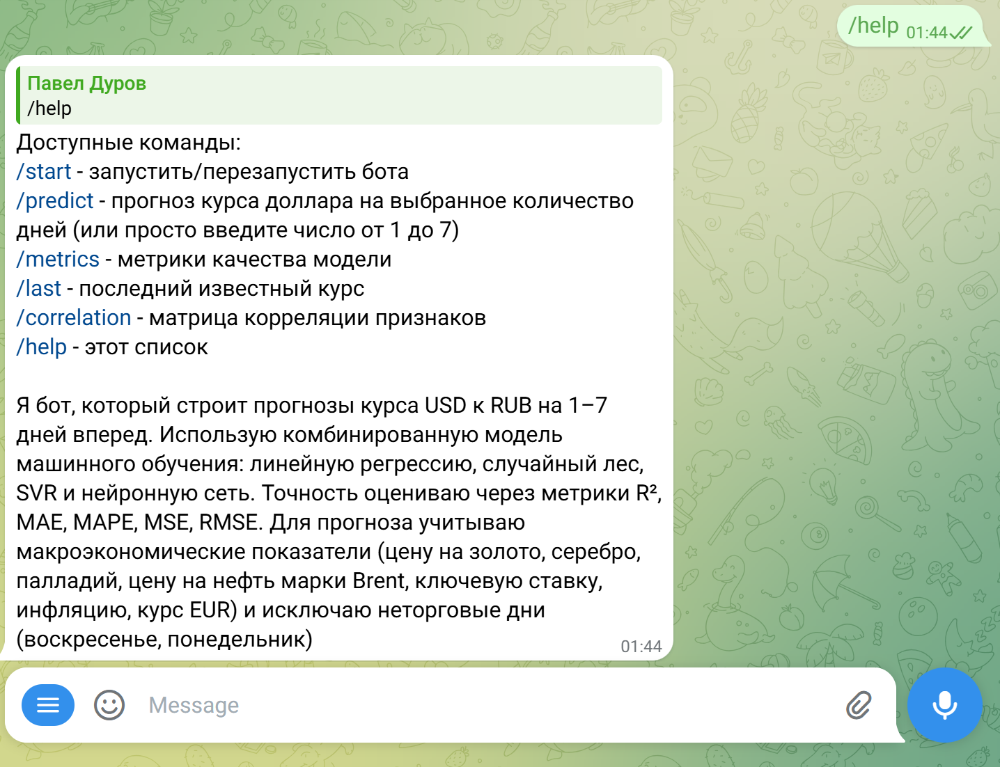 /help 01:44
Павел Дуров
/help
Доступные команды:
/start - запустить/перезапустить бота
/predict - прогноз курса доллара на выбранное количество
дней (или просто введите число от 1 до 7)
/metrics - метрики качества модели
/last - последний известный курс
/correlation - матрица корреляции признаков
/help - этот список
Я бот, который строит прогнозы курса USD к RUB на 1–7
дней вперед. Использую комбинированную модель
машинного обучения: линейную регрессию, случайный лес,
SVR и нейронную сеть. Точность оцениваю через метрики R²,
MAE, MAPE, MSE, RMSE. Для прогноза учитываю
макроэкономические показатели (цену на золото, серебро,
палладий, цену на нефть марки Brent, ключевую ставку,
инфляцию, курс EUR) и исключаю неторговые дни
(воскресенье, понедельник)
01:44
Message